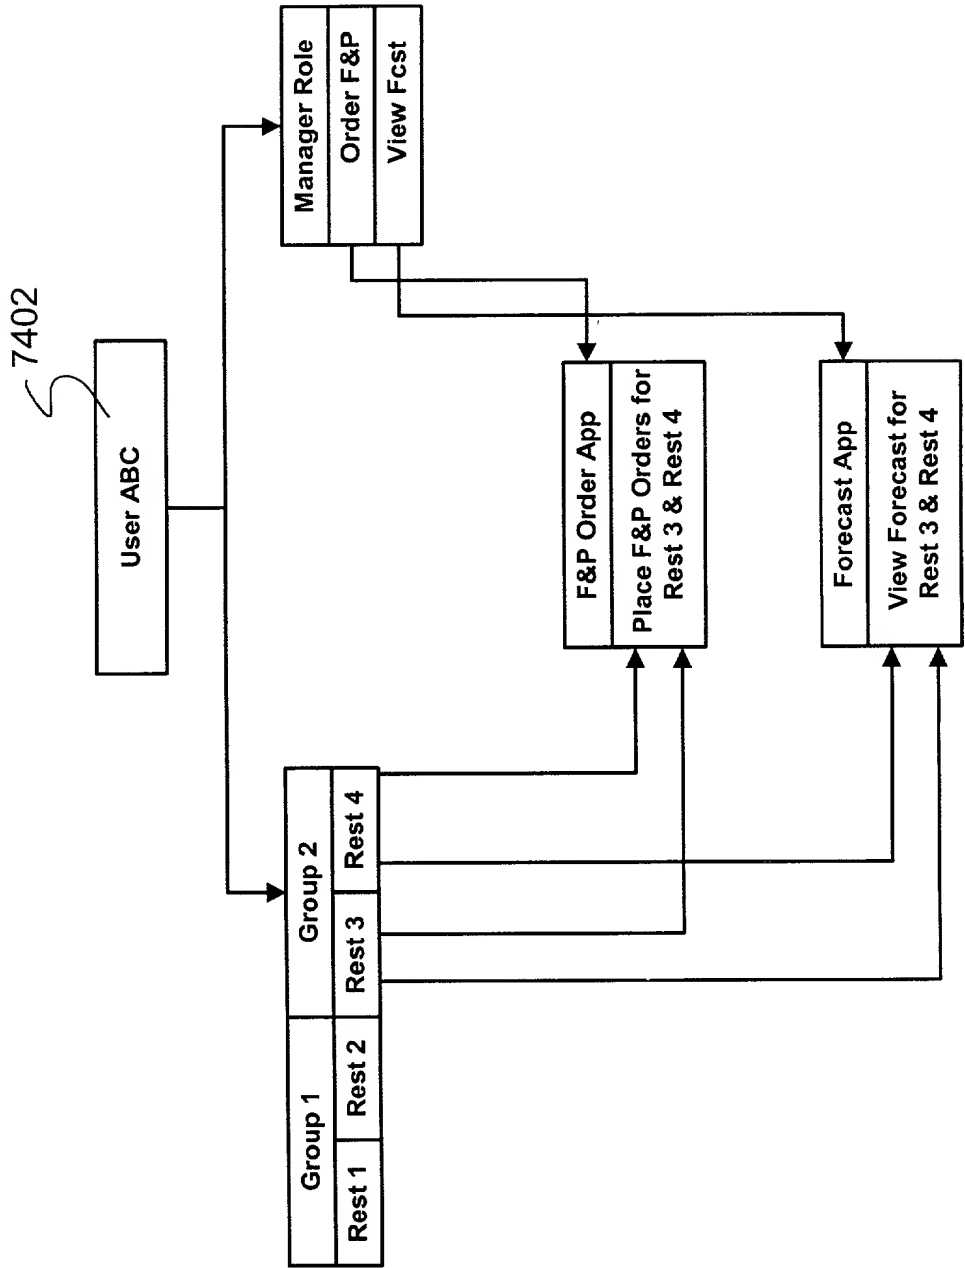 7402
User ABC
Group 1
Group 2
Rest 1
Rest 2
Rest 3
Rest 4
Manager Role
Order F&P
View Fcst
F&P Order App
Place F&P Orders for
Rest 3 & Rest 4
Forecast App
View Forecast for
Rest 3 & Rest 4